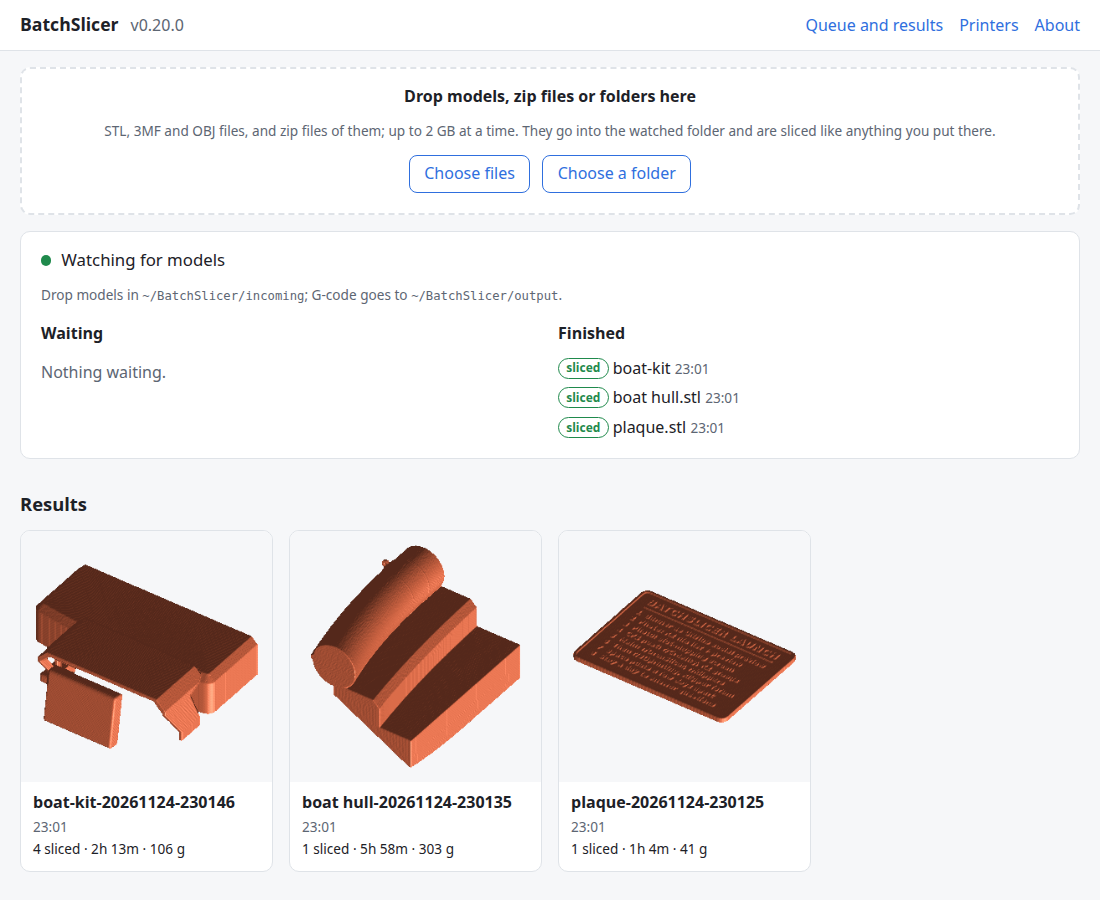 BatchSlicer v0.20.0 Queue and results Printers About
Drop models, zip files or folders here
STL, 3MF and OBJ files, and zip files of them; up to 2 GB at a time. They go into the watched folder and are sliced like anything you put there.
Choose files Choose a folder
Watching for models
Drop models in ~/BatchSlicer/incoming; G-code goes to ~/BatchSlicer/output.
Waiting
Nothing waiting.
Finished
sliced boat-kit 23:01
sliced boat hull.stl 23:01
sliced plaque.stl 23:01
Results
BATCHSLICER LAUNCH
boat-kit-20261124-230146
23:01
4 sliced · 2h 13m · 106 g
boat hull-20261124-230135
23:01
1 sliced · 5h 58m · 303 g
plaque-20261124-230125
23:01
1 sliced · 1h 4m · 41 g